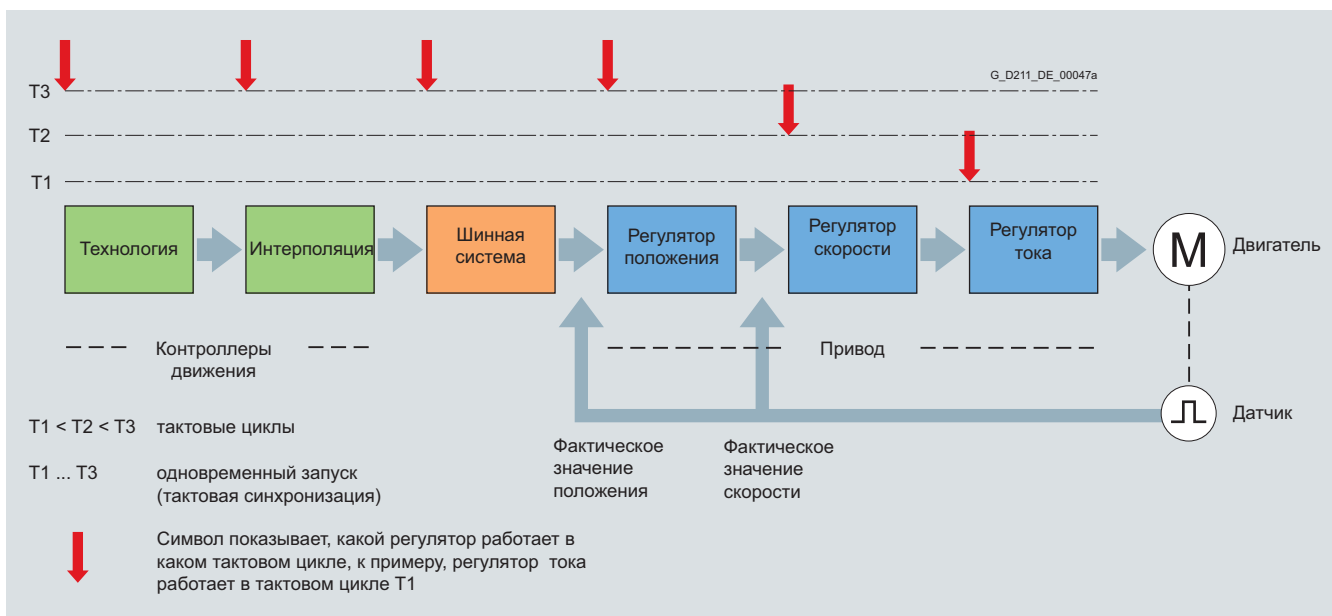 G_D211_DE_00047a
T3
T2
T1
Технология
Интерполяция
Шинная
система
Регулятор
положения
Регулятор
скорости
Регулятор
тока
M
Двигатель
Контроллеры
движения
Привод
Датчик
T1 < T2 < T3 тактовые циклы
Фактическое
значение
положения
Фактическое
значение
скорости
T1 ... T3 одновременный запуск
(тактовая синхронизация)
Символ показывает, какой регулятор работает в
каком тактовом цикле, к примеру, регулятор тока
работает в тактовом цикле T1